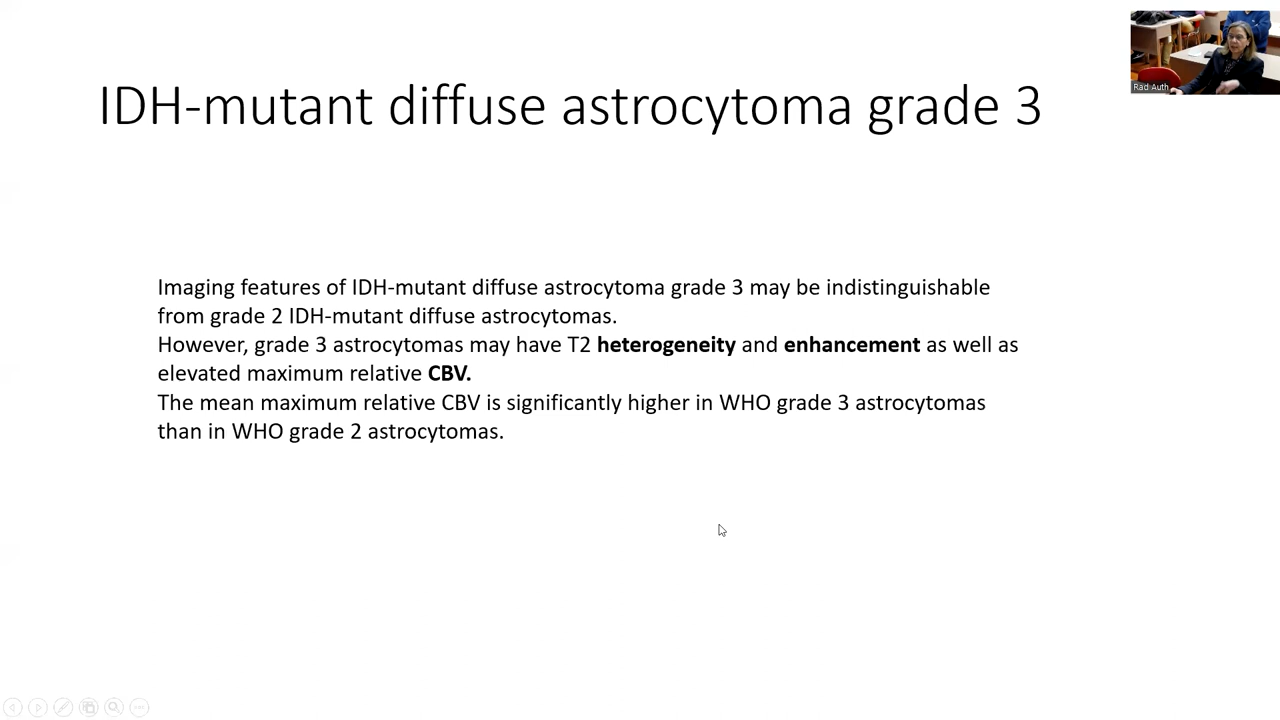 IDH-mutant diffuse astrocytoma grade 3
Rad Auth
Imaging features of IDH-mutant diffuse astrocytoma grade 3 may be indistinguishable
from grade 2 IDH-mutant diffuse astrocytomas.
However, grade 3 astrocytomas may have T2 heterogeneity and enhancement as well as
elevated maximum relative CBV.
The mean maximum relative CBV is significantly higher in WHO grade 3 astrocytomas
than in WHO grade 2 astrocytomas.